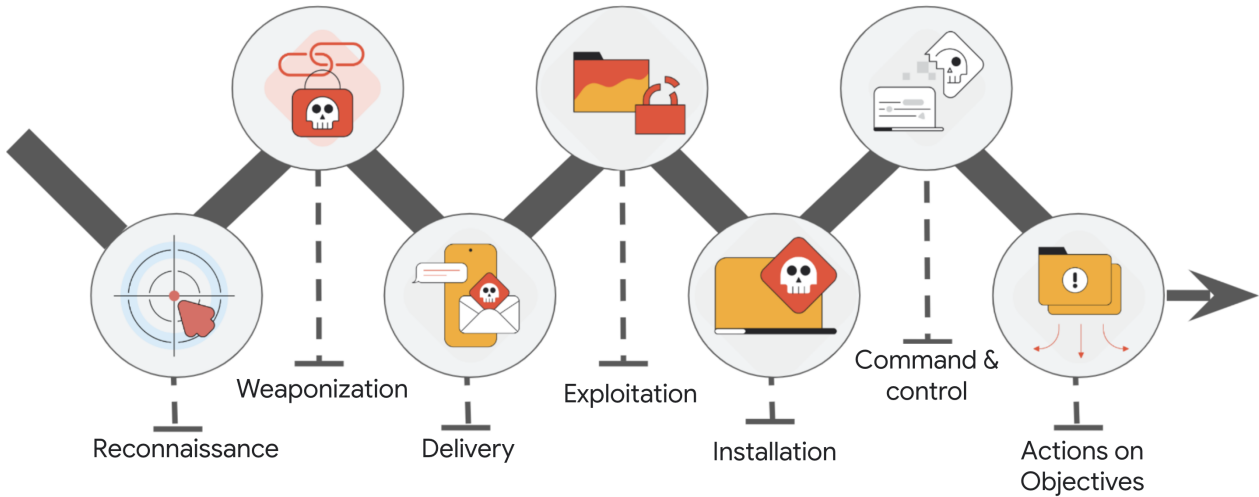 Reconnaissance
Weaponization
Delivery
Exploitation
Installation
Command &
control
Actions on
Objectives